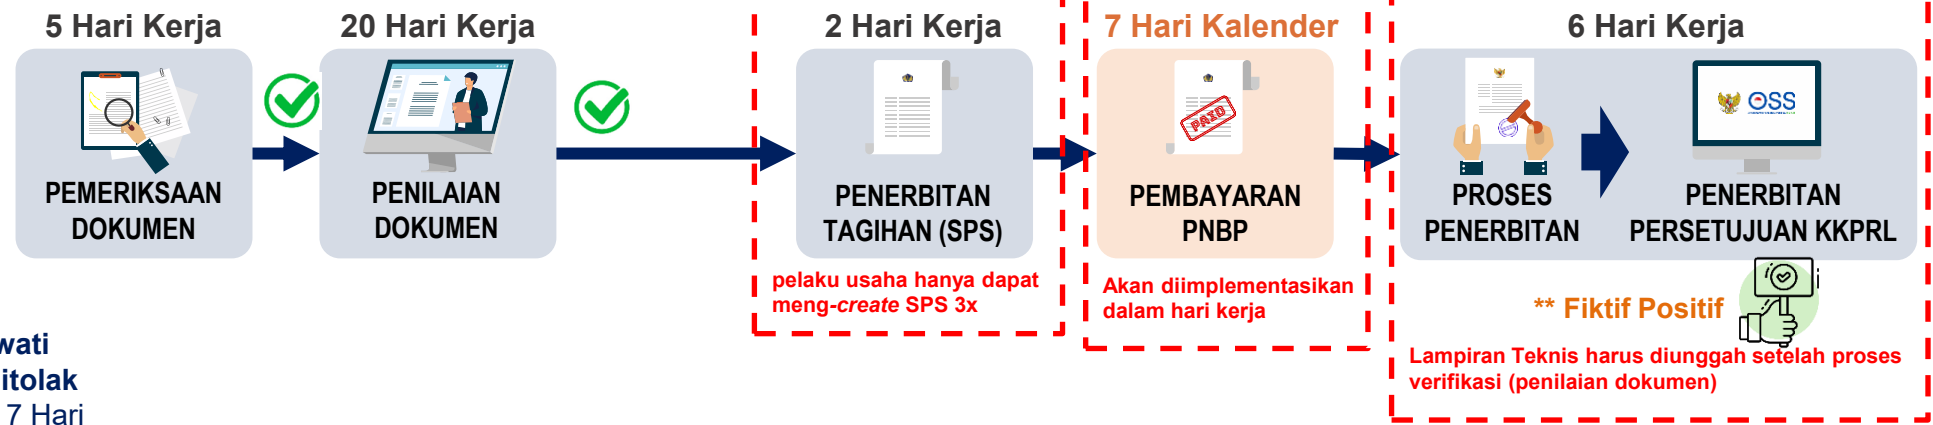 5 Hari Kerja
20 Hari Kerja
2 Hari Kerja
7 Hari Kalender
6 Hari Kerja
PEMERIKSAAN
DOKUMEN
PENILAIAN
DOKUMEN
PENERBITAN
TAGIHAN (SPS)
pelaku usaha hanya dapat
meng-create SPS 3x
PAID
PEMBAYARAN
PNBP
Akan diimplementasikan
dalam hari kerja
PROSES
PENERBITAN
OSS
PENERBITAN
PERSETUJUAN KKPRL
** Fiktif Positif
Lampiran Teknis harus diunggah setelah proses
verifikasi (penilaian dokumen)
wati
itolak
7 Hari